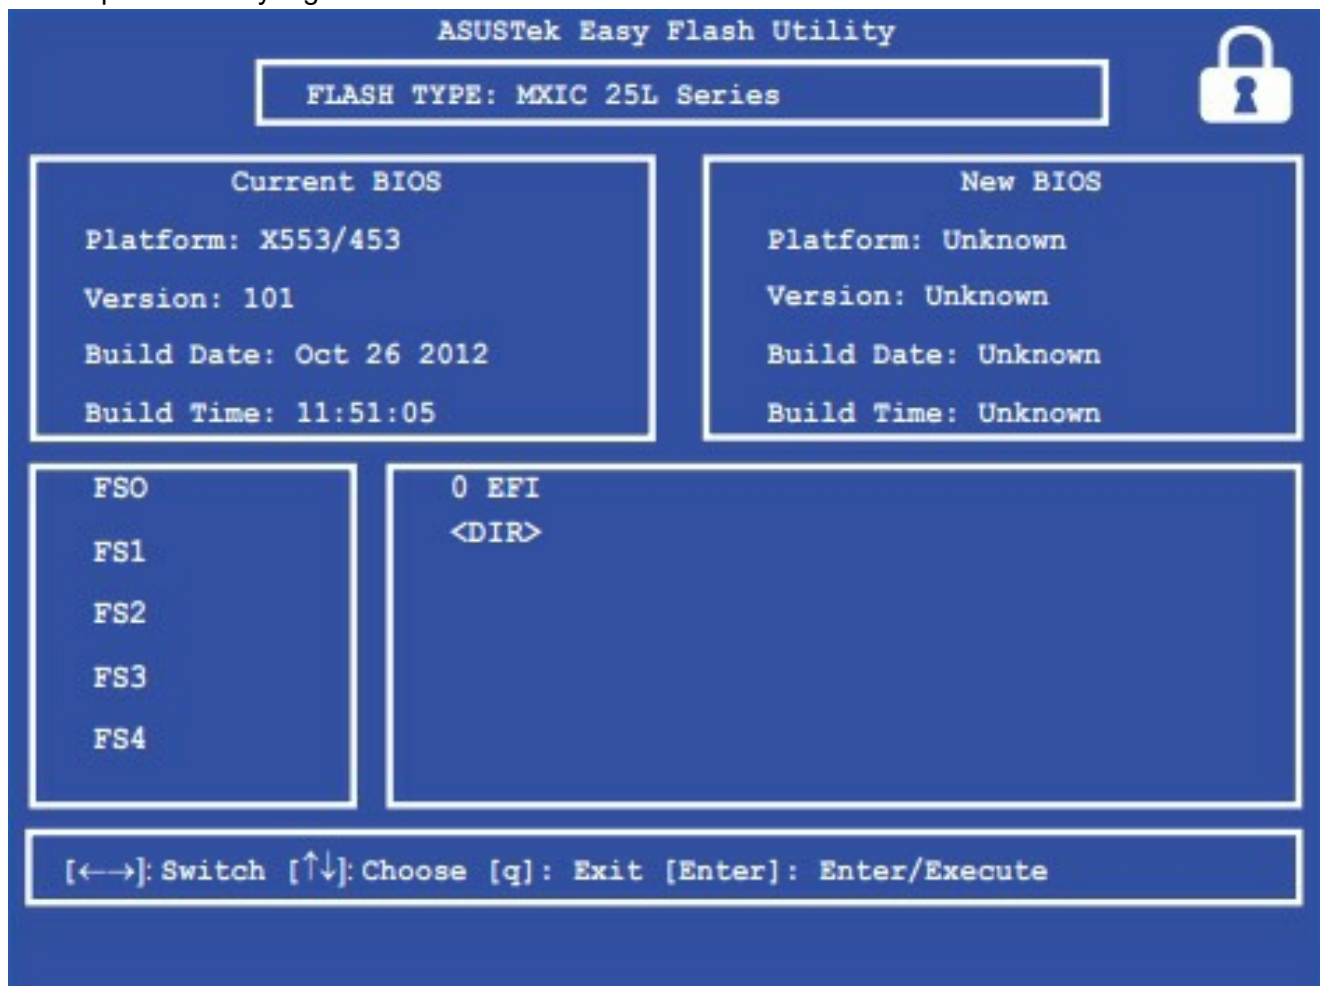 ASUSTek Easy Flash Utility
FLASH TYPE: MXIC 25L Series
Current BIOS
Platform: X553/453
Version: 101
Build Date: Oct 26 2012
Build Time: 11:51:05
New BIOS
Platform: Unknown
Version: Unknown
Build Date: Unknown
Build Time: Unknown
FS0
FS1
FS2
FS3
FS4
0 EFI
<DIR>
[←→]: Switch [↑↓]: Choose [q]: Exit [Enter]: Enter/Execute